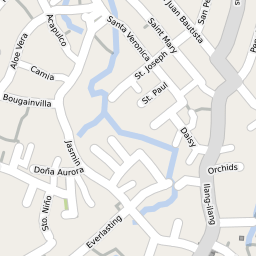 Aloe Vera
Acapulco
Santa Veronica
Saint Mary
Juan Bautista
San Pe
Camia
St. Joseph
Bougainvilla
St. Paul
Daisy
Jasmin
Doña Aurora
Orchids
Ilang-ilang
Sto. Niño
Everlasting